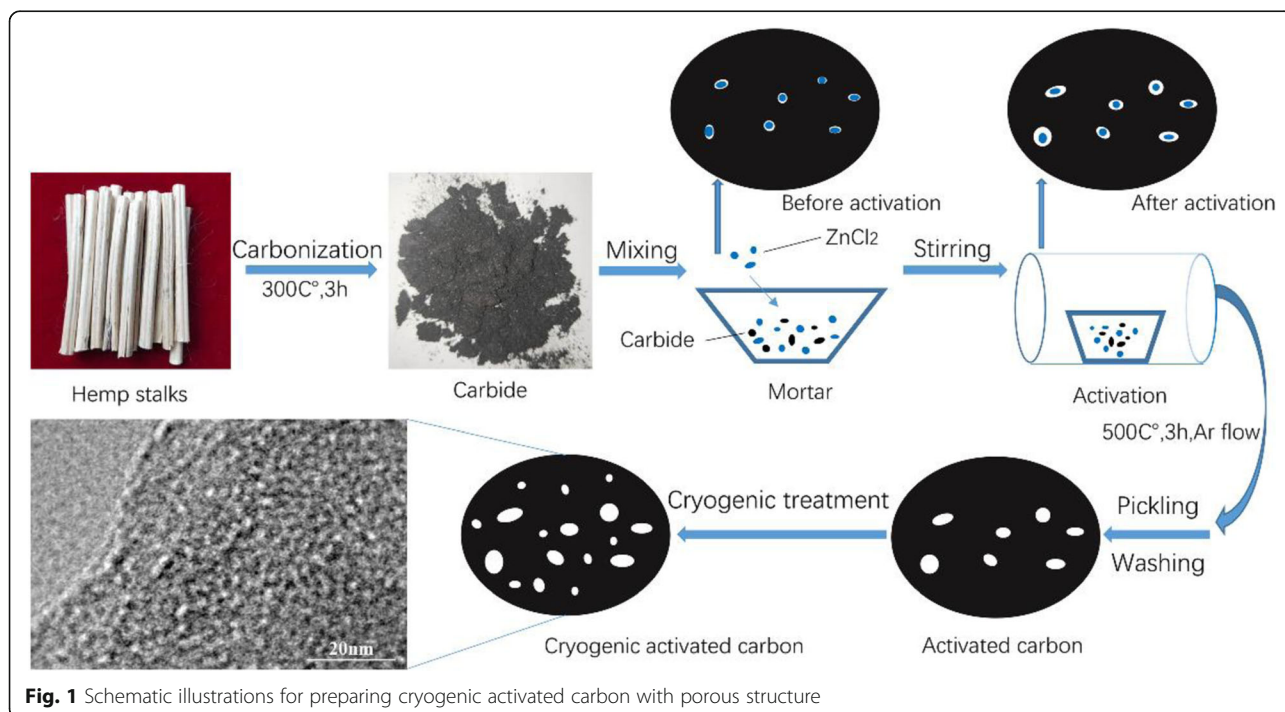 Before activation
After activation
ZnCl2
Carbonization
300C°,3h
Mixing
Stirring
Carbide
Hemp stalks
Carbide
Mortar
Activation
500C°,3h,Ar flow
Cryogenic treatment
Pickling
Washing
20nm
Cryogenic activated carbon
Activated carbon
Fig. 1 Schematic illustrations for preparing cryogenic activated carbon with porous structure